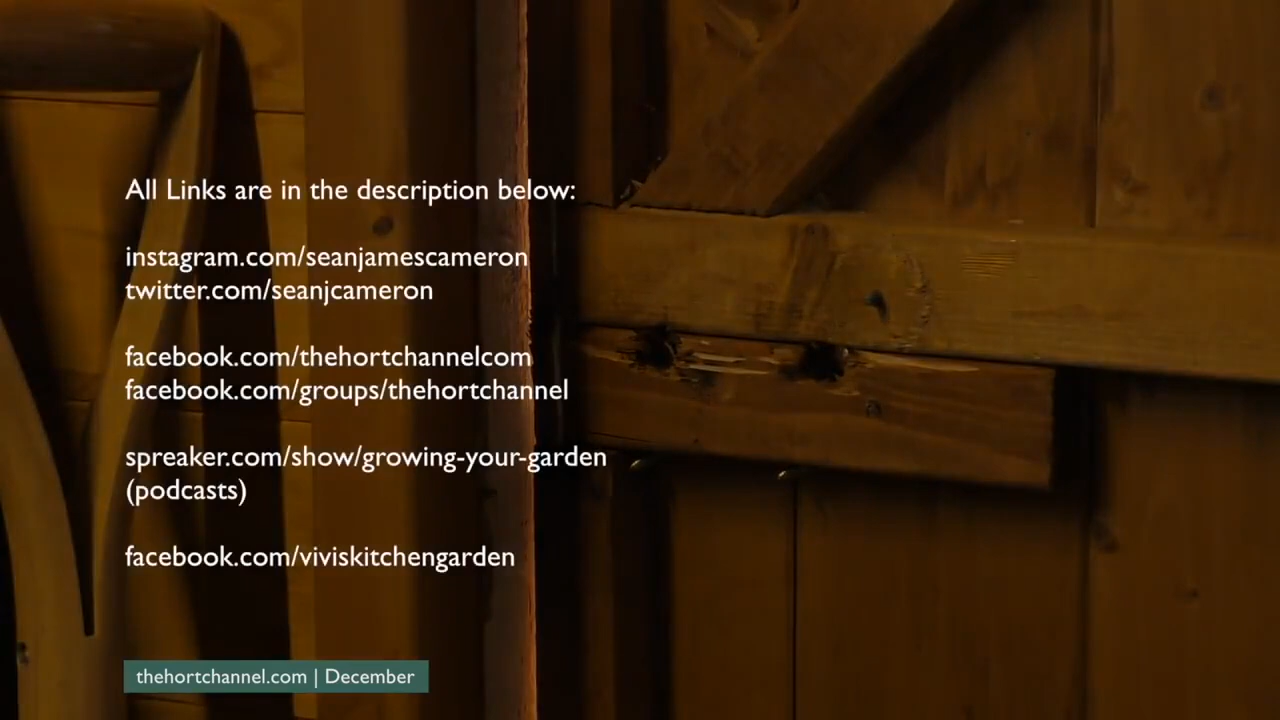 All Links are in the description below:
instagram.com/seanjamescameron
twitter.com/seanjcameron
facebook.com/thehortchannelcom
facebook.com/groups/thehortchannel
spreaker.com/show/growing-your-garden
(podcasts)
facebook.com/viviskitchengarden
thehortchannel.com | December